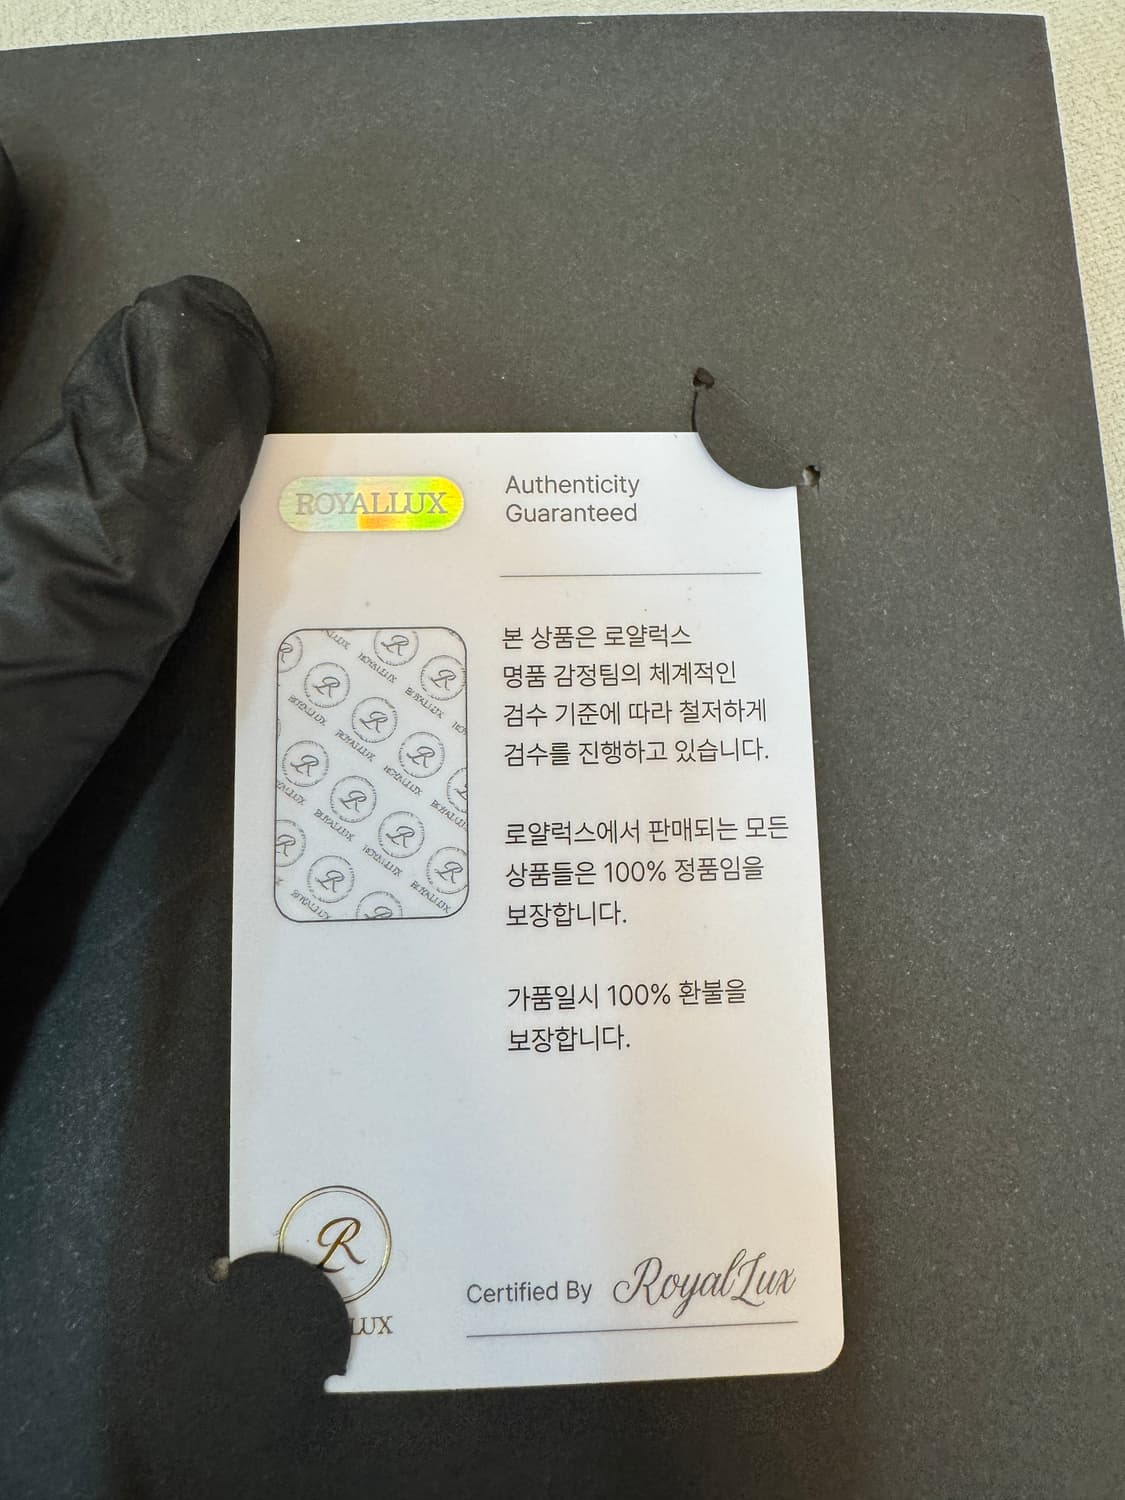 ROYALLUX
Authenticity
Guaranteed
본 상품은 로얄럭스
명품 감정팀의 체계적인
검수 기준에 따라 철저하게
검수를 진행하고 있습니다.
로얄럭스에서 판매되는 모든
상품들은 100% 정품임을
보장합니다.
가품일시 100% 환불을
보장합니다.
R
LUX
Certified By RoyalLux